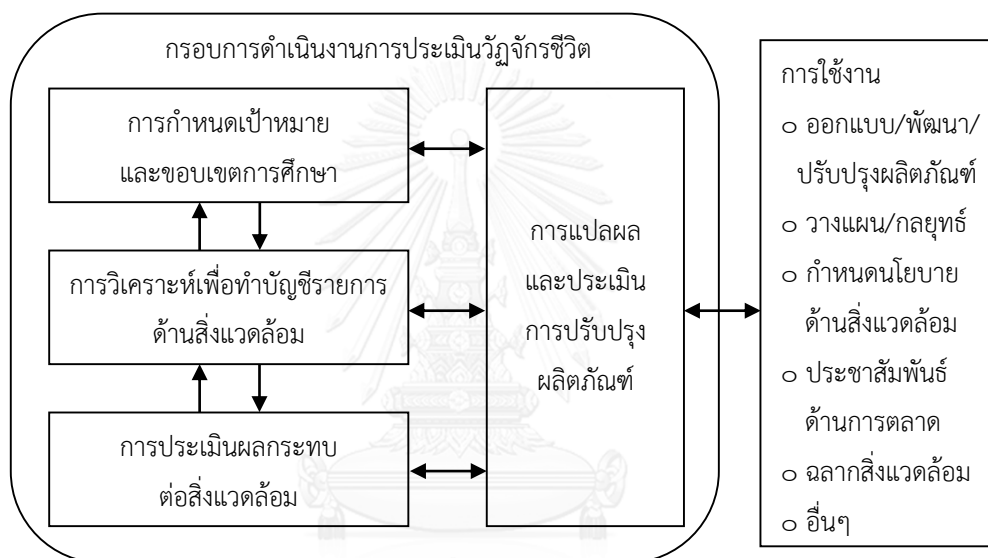 กรอบการดำเนินงานการประเมินวัฏจักรชีวิต
การกำหนดเป้าหมาย
และขอบเขตการศึกษา
การวิเคราะห์เพื่อทำบัญชีรายการ
ด้านสิ่งแวดล้อม
การประเมินผลกระทบ
ต่อสิ่งแวดล้อม
การแปลผล
และประเมิน
การปรับปรุง
ผลิตภัณฑ์
การใช้งาน
o ออกแบบ/พัฒนา/
ปรับปรุงผลิตภัณฑ์
o วางแผน/กลยุทธ์
o กำหนดนโยบาย
ด้านสิ่งแวดล้อม
o ประชาสัมพันธ์
ด้านการตลาด
o ฉลากสิ่งแวดล้อม
o อื่นๆ